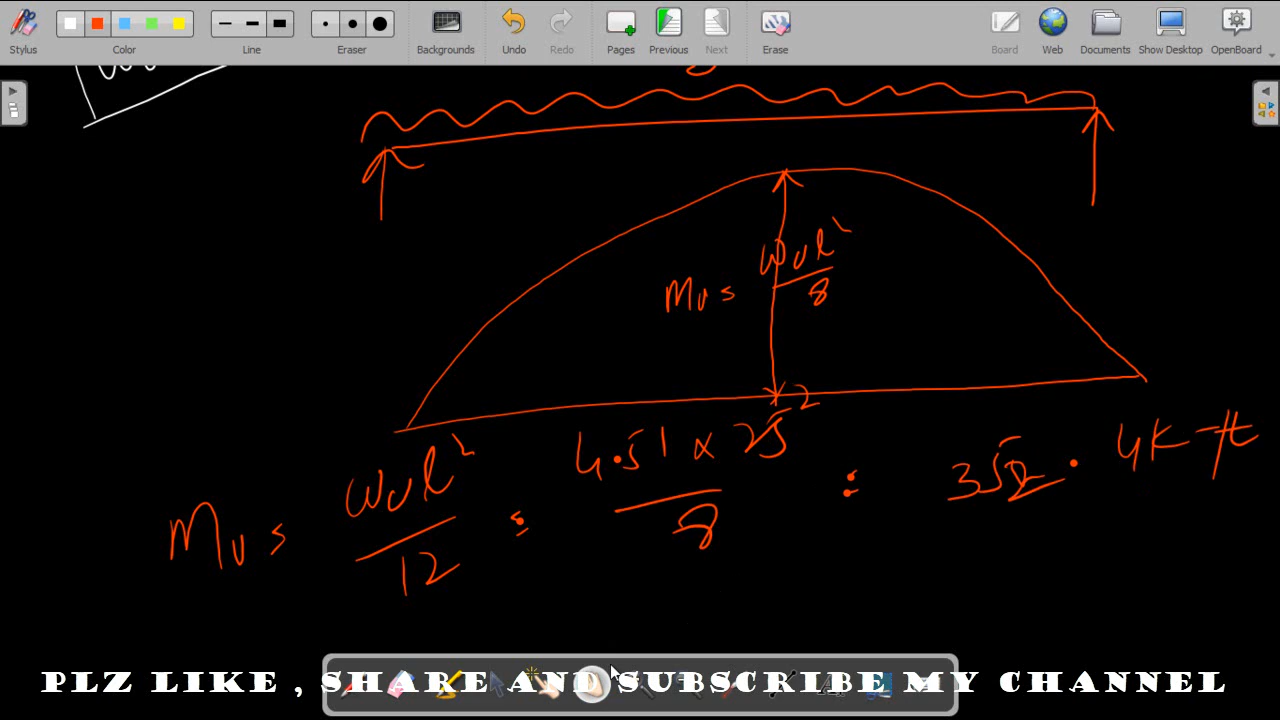 Stylus Color Line Eraser Backgrounds Undo Redo Pages Previous Next Erase Board Web Documents Show Desktop OpenBoard
Mu = wul²/8
Mu = wul²/12 = 4.51 x 25²/8 = 352.4k-ft
PLZ LIKE , SHARE AND SUBSCRIBE MY CHANNEL